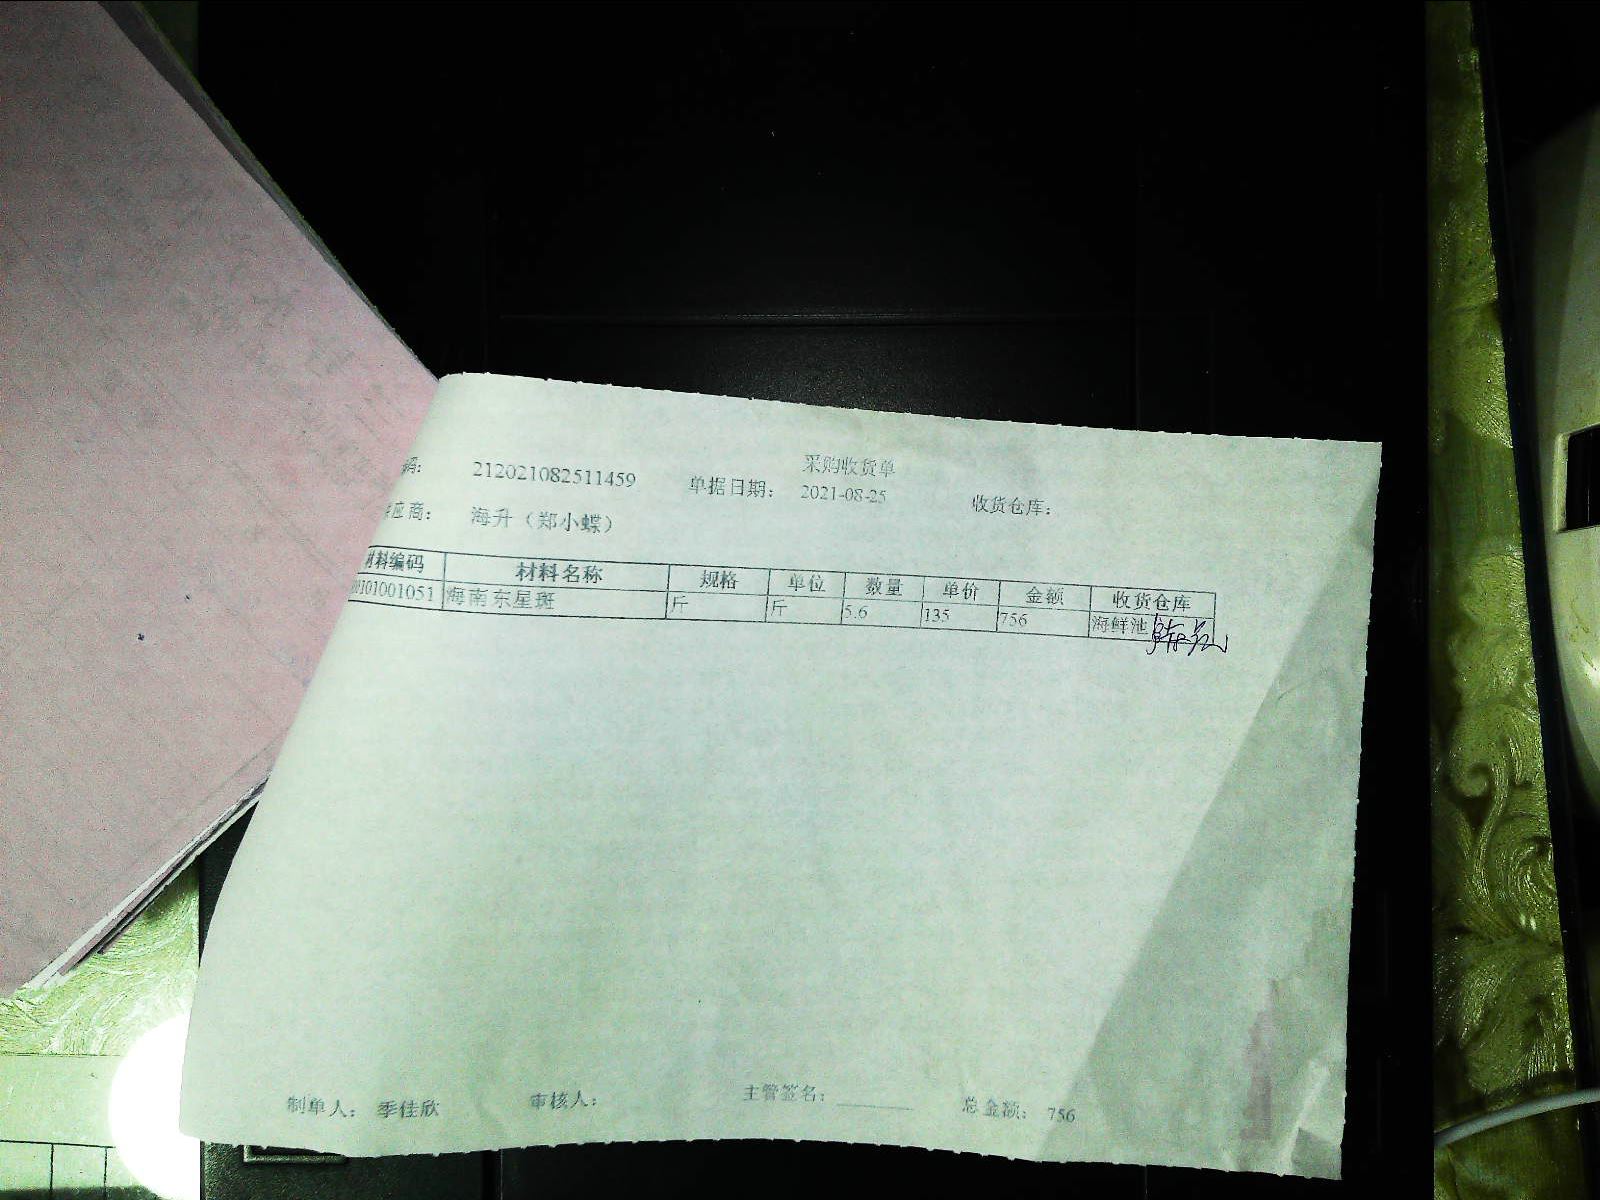 采购收货单
码： 212021082511459 单据日期： 2021-08-25 收货仓库：
应商： 海升（郑小蝶）
材料编码 材料名称 规格 单位 数量 单价 金额 收货仓库
0101001051 海南东星斑 斤 斤 5.6 135 756 海鲜池
制单人： 季佳欣 审核人： 主管签名： 总金额： 756